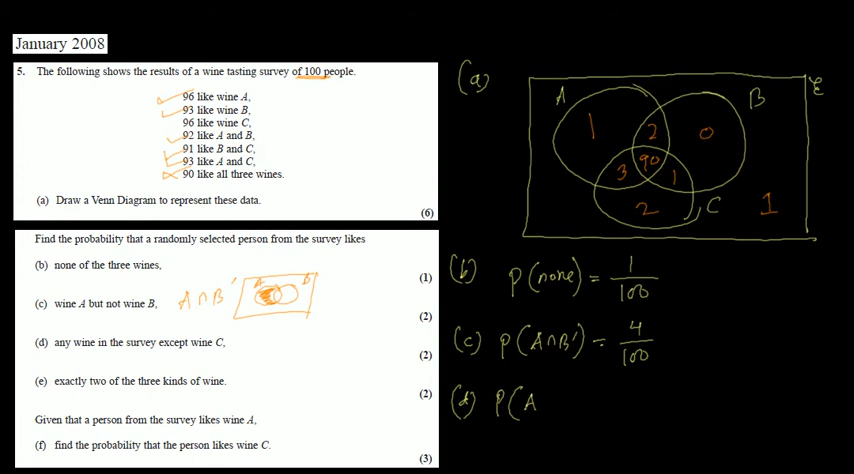 January 2008
5. The following shows the results of a wine tasting survey of 100 people.
96 like wine A,
93 like wine B,
96 like wine C,
92 like A and B,
91 like B and C,
93 like A and C,
90 like all three wines.
(a) Draw a Venn Diagram to represent these data.
(6)
Find the probability that a randomly selected person from the survey likes
(b) none of the three wines,
(1)
(c) wine A but not wine B,
A∩B'
A B
(2)
(d) any wine in the survey except wine C,
(2)
(e) exactly two of the three kinds of wine.
(2)
Given that a person from the survey likes wine A,
(f) find the probability that the person likes wine C.
(3)
(a)
A B ℰ
1 2 0
3 90 1
2 C 1
(b) P(none) = 1/100
(c) P(A∩B') = 4/100
(d) P(A